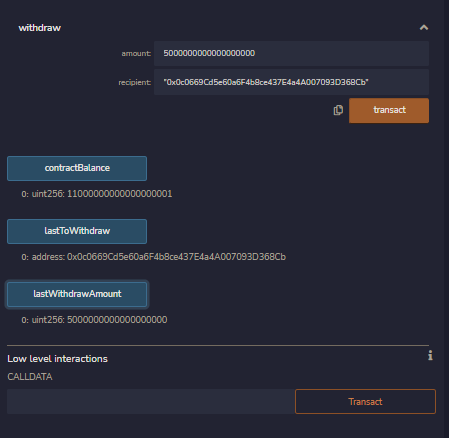 withdraw
amount: 5000000000000000000
recipient: "0x0c0669Cd5e60a6F4b8ce437E4a4A007093D368Cb"
transact
contractBalance
0: uint256: 11000000000000000001
lastToWithdraw
0: address: 0x0c0669Cd5e60a6F4b8ce437E4a4A007093D368Cb
lastWithdrawAmount
0: uint256: 5000000000000000000
Low level interactions
CALLDATA
Transact